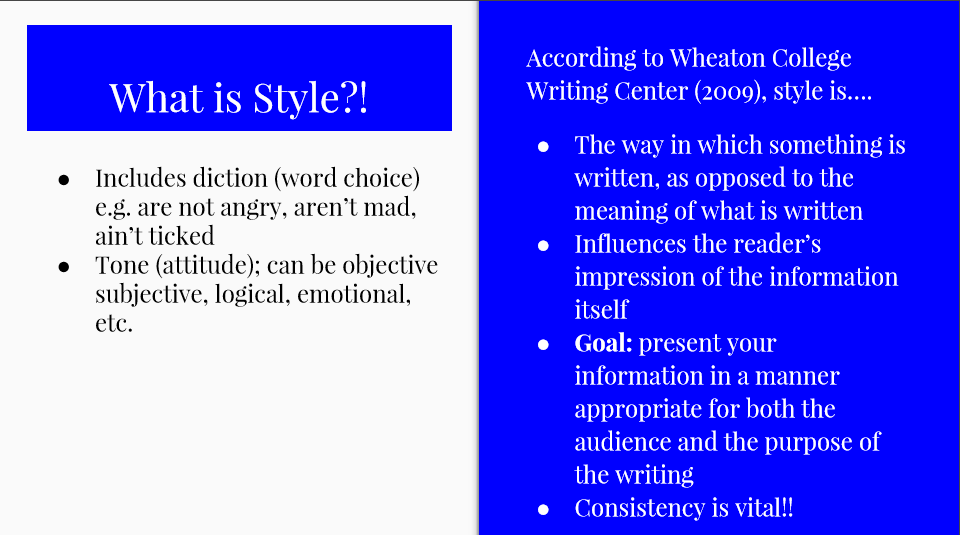 What is Style?!
● Includes diction (word choice)
e.g. are not angry, aren’t mad,
ain’t ticked
● Tone (attitude); can be objective
subjective, logical, emotional,
etc.
According to Wheaton College
Writing Center (2009), style is....
● The way in which something is
written, as opposed to the
meaning of what is written
● Influences the reader’s
impression of the information
itself
● Goal: present your
information in a manner
appropriate for both the
audience and the purpose of
the writing
● Consistency is vital!!